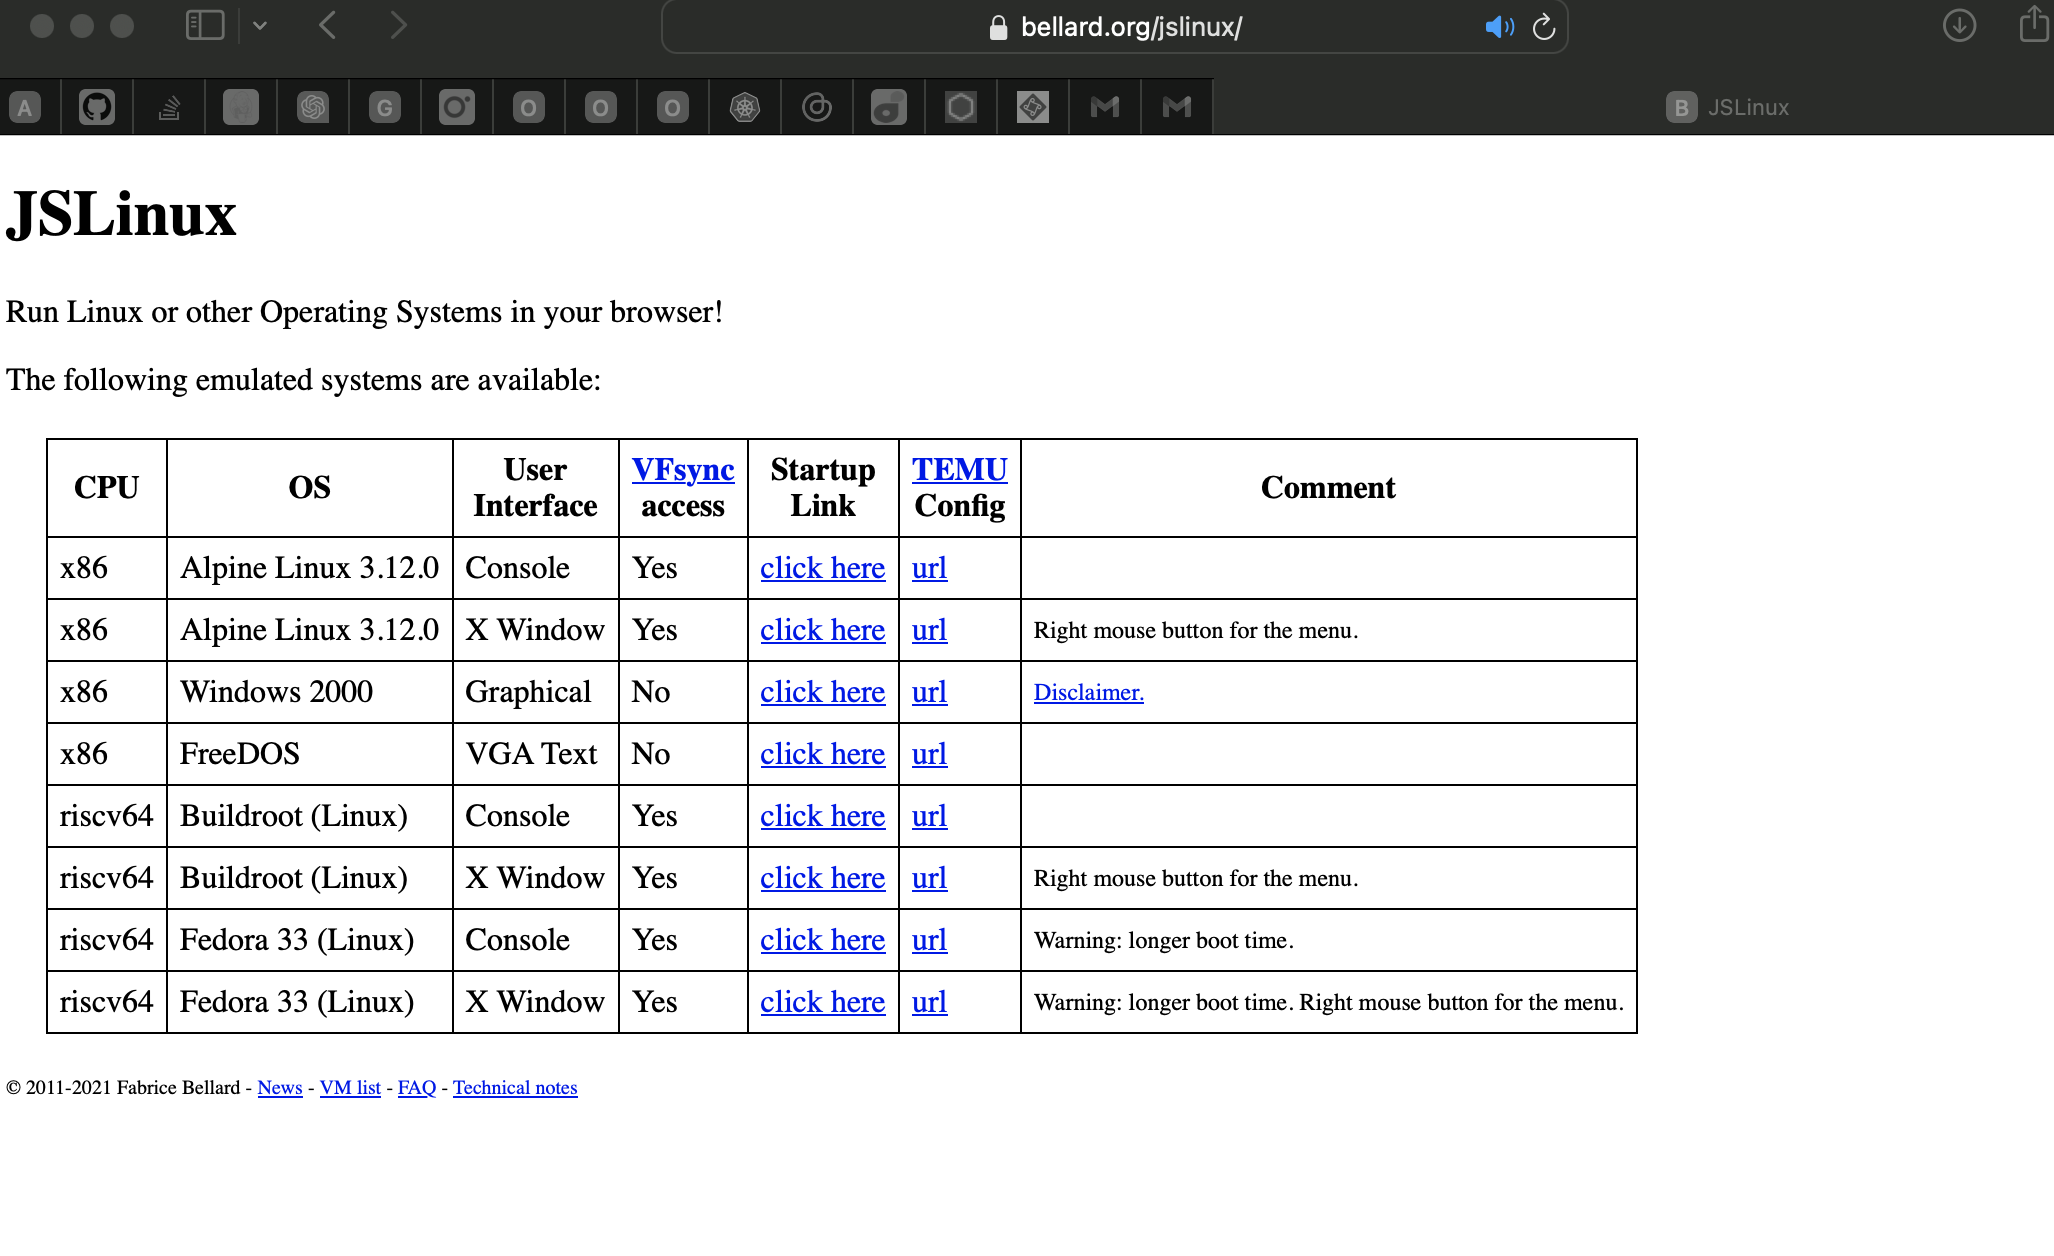 bellard.org/jslinux/
A
G
O
O
O
B JSLinux
JSLinux
Run Linux or other Operating Systems in your browser!
The following emulated systems are available:
CPU OS User Interface VFsync access Startup Link TEMU Config Comment
x86 Alpine Linux 3.12.0 Console Yes click here url
x86 Alpine Linux 3.12.0 X Window Yes click here url Right mouse button for the menu.
x86 Windows 2000 Graphical No click here url Disclaimer.
x86 FreeDOS VGA Text No click here url
riscv64 Buildroot (Linux) Console Yes click here url
riscv64 Buildroot (Linux) X Window Yes click here url Right mouse button for the menu.
riscv64 Fedora 33 (Linux) Console Yes click here url Warning: longer boot time.
riscv64 Fedora 33 (Linux) X Window Yes click here url Warning: longer boot time. Right mouse button for the menu.
© 2011-2021 Fabrice Bellard - News - VM list - FAQ - Technical notes